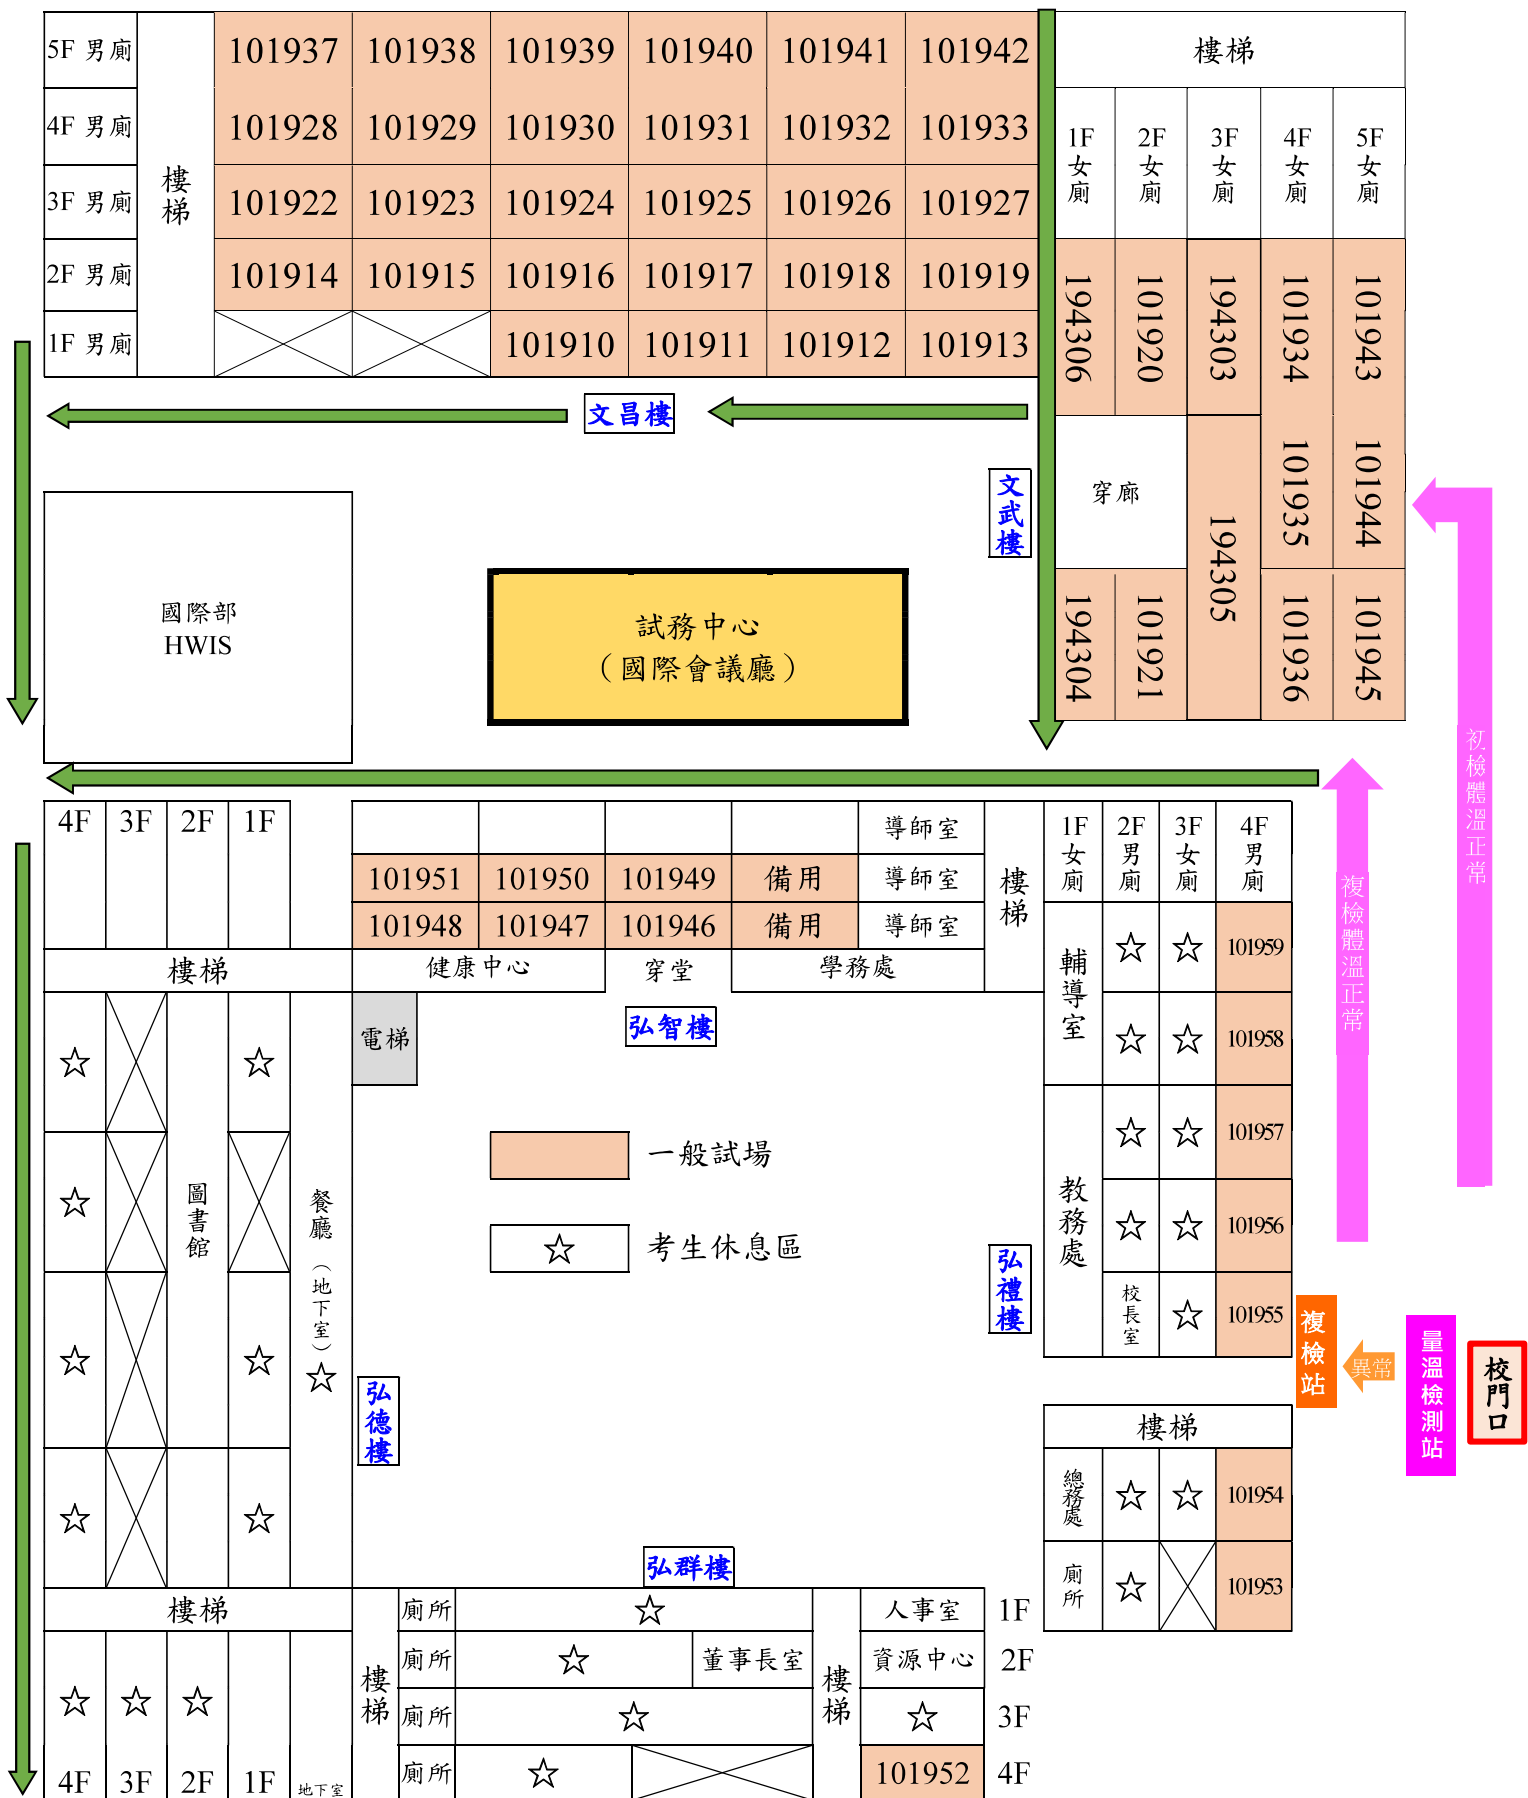 5F 男廁
101937 101938 101939 101940 101941 101942
樓梯
4F 男廁
101928 101929 101930 101931 101932 101933
樓梯
3F 男廁
101922 101923 101924 101925 101926 101927
2F 男廁
101914 101915 101916 101917 101918 101919
1F 男廁
101910 101911 101912 101913
1F 女廁
2F 女廁
3F 女廁
4F 女廁
5F 女廁
194306
101920
194303
101934
101943
文昌樓
文武樓
穿廊
194305
101935
101944
194304
101921
101936
101945
國際部
HWIS
試務中心
（國際會議廳）
初檢體溫正常
複檢體溫正常
4F 3F 2F 1F
導師室
101951 101950 101949 備用 導師室
101948 101947 101946 備用 導師室
樓梯
樓梯
健康中心 穿堂 學務處
1F 女廁
2F 男廁
3F 女廁
4F 男廁
輔導室
☆ ☆ 101959
☆ ☆ 101958
教務處
☆ ☆ 101957
☆ ☆ 101956
校長室
☆ 101955
電梯
弘智樓
☆ ☆
☆
☆ ☆
☆ ☆
圖書館
餐廳（地下室）☆
一般試場
☆ 考生休息區
弘禮樓
弘德樓
複檢站
異常
量溫檢測站
校門口
樓梯
總務處
☆ ☆ 101954
廁所
☆ 101953
弘群樓
樓梯
廁所 ☆ 人事室 1F
廁所 ☆ 董事長室 資源中心 2F
樓梯
樓梯
☆ ☆ ☆
廁所 ☆ ☆ 3F
廁所 ☆ 101952 4F
4F 3F 2F 1F 地下室